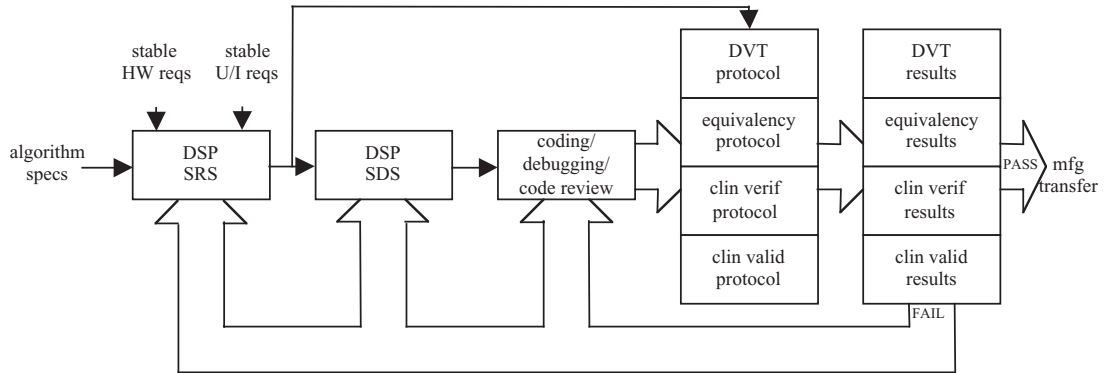 stable
HW reqs
stable
U/I reqs
algorithm
specs
DSP
SRS
DSP
SDS
coding/
debugging/
code review
DVT
protocol
equivalency
protocol
clin verif
protocol
clin valid
protocol
DVT
results
equivalency
results
clin verif
results
clin valid
results
PASS
mfg
transfer
FAIL